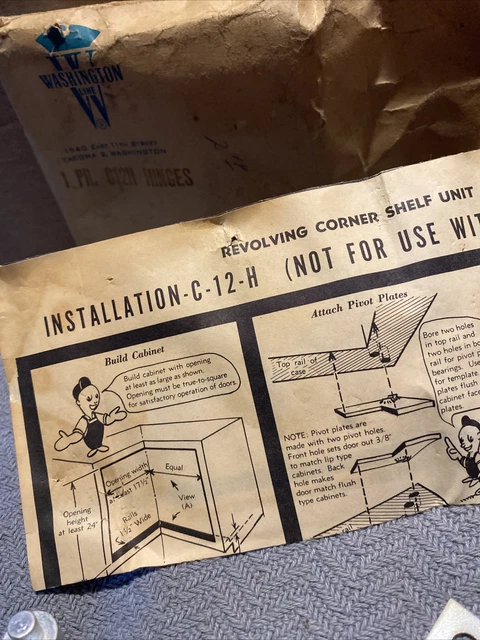 WASHINGTON
LINE
W
1940 EAST 11TH STREET
TACOMA 2, WASHINGTON
1 PR. C12H HINGES
REVOLVING CORNER SHELF UNIT
INSTALLATION-C-12-H (NOT FOR USE WIT
Build Cabinet
Build cabinet with opening
at least as large as shown.
Opening must be true-to-square
for satisfactory operation of doors.
Opening width
at least 17½"
Equal
View
(A)
Rails
1½" Wide
Opening
height
at least 24"
Attach Pivot Plates
Top rail of
case
Bore two holes
in top rail and
two holes in bo
rail for pivot p
bearings. Use
for template.
plates flush
cabinet face
plates.
NOTE: Pivot plates are
made with two pivot holes.
Front hole sets door out 3/8"
to match lip type
cabinets. Back
hole makes
door match flush
type cabinets.